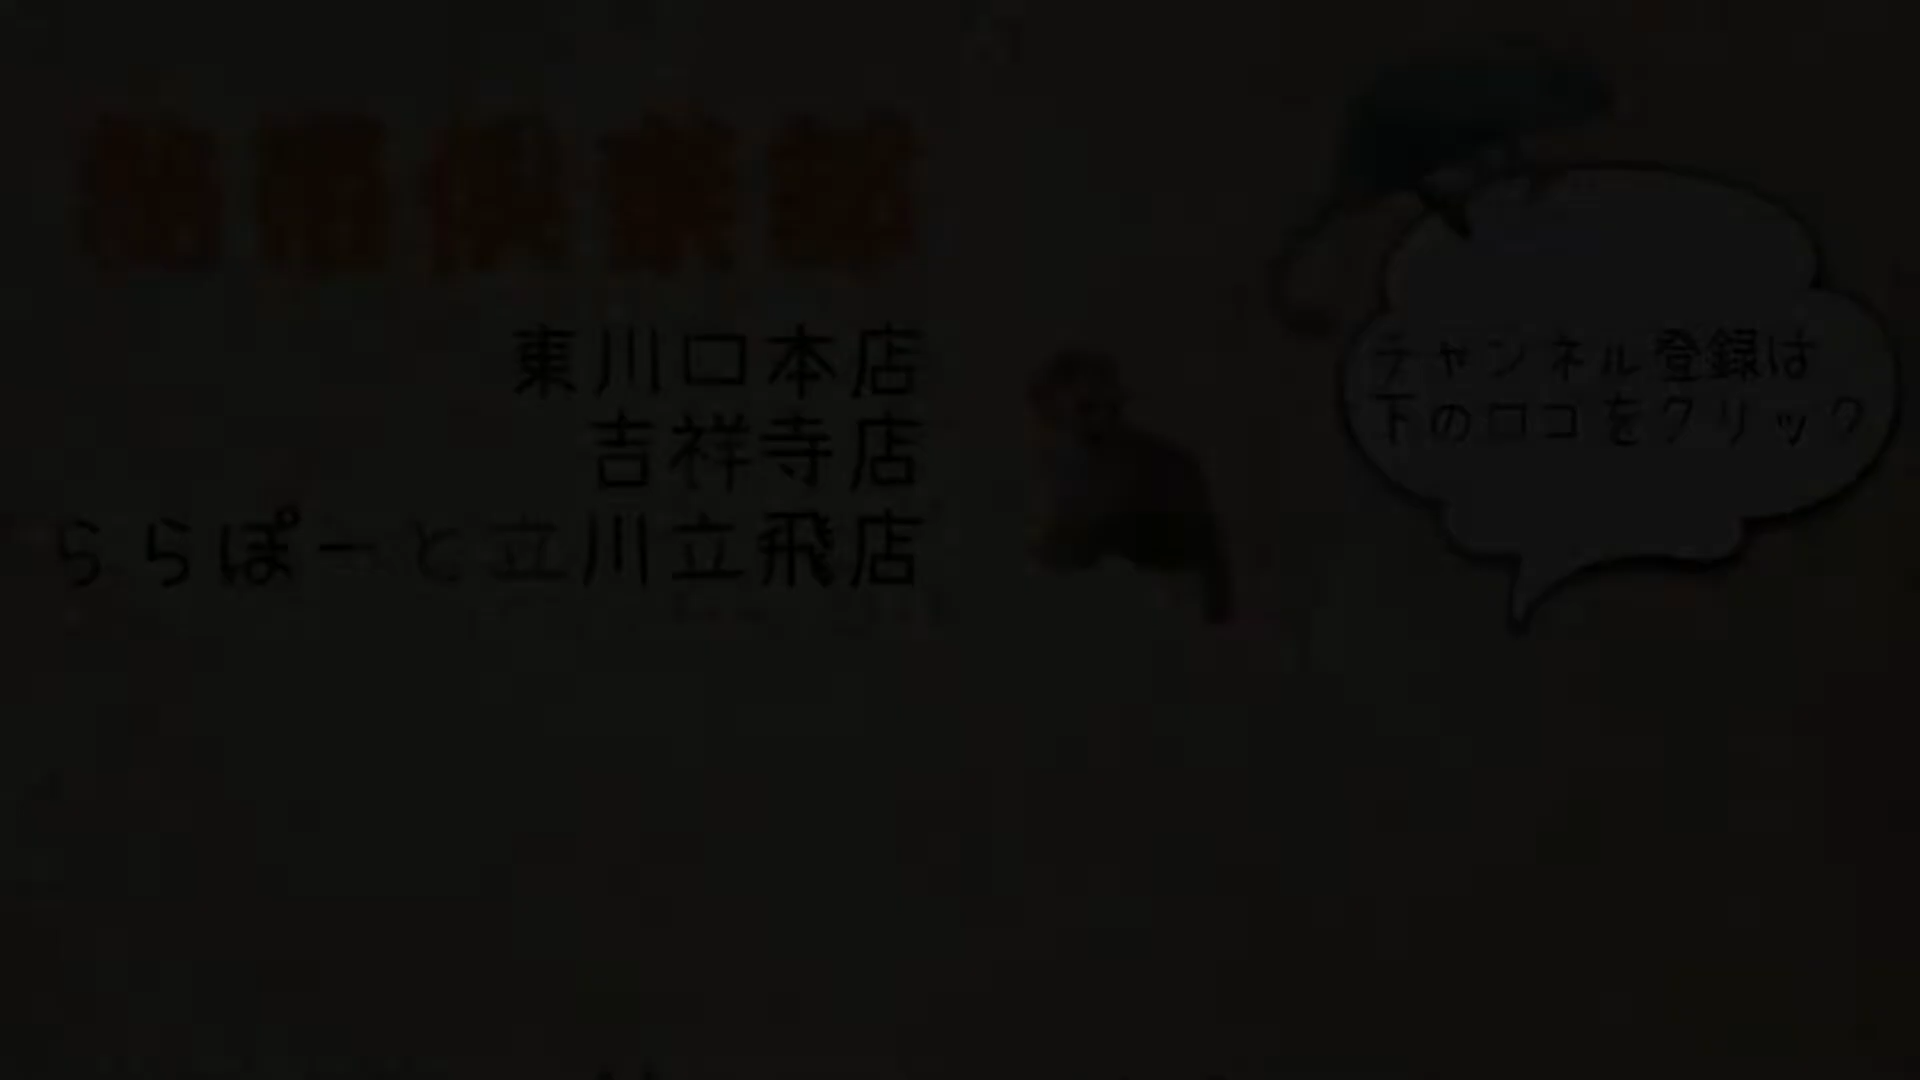 東川口本店
吉祥寺店
ららぽーと立川立飛店
チャンネル登録は
下のロゴをクリック